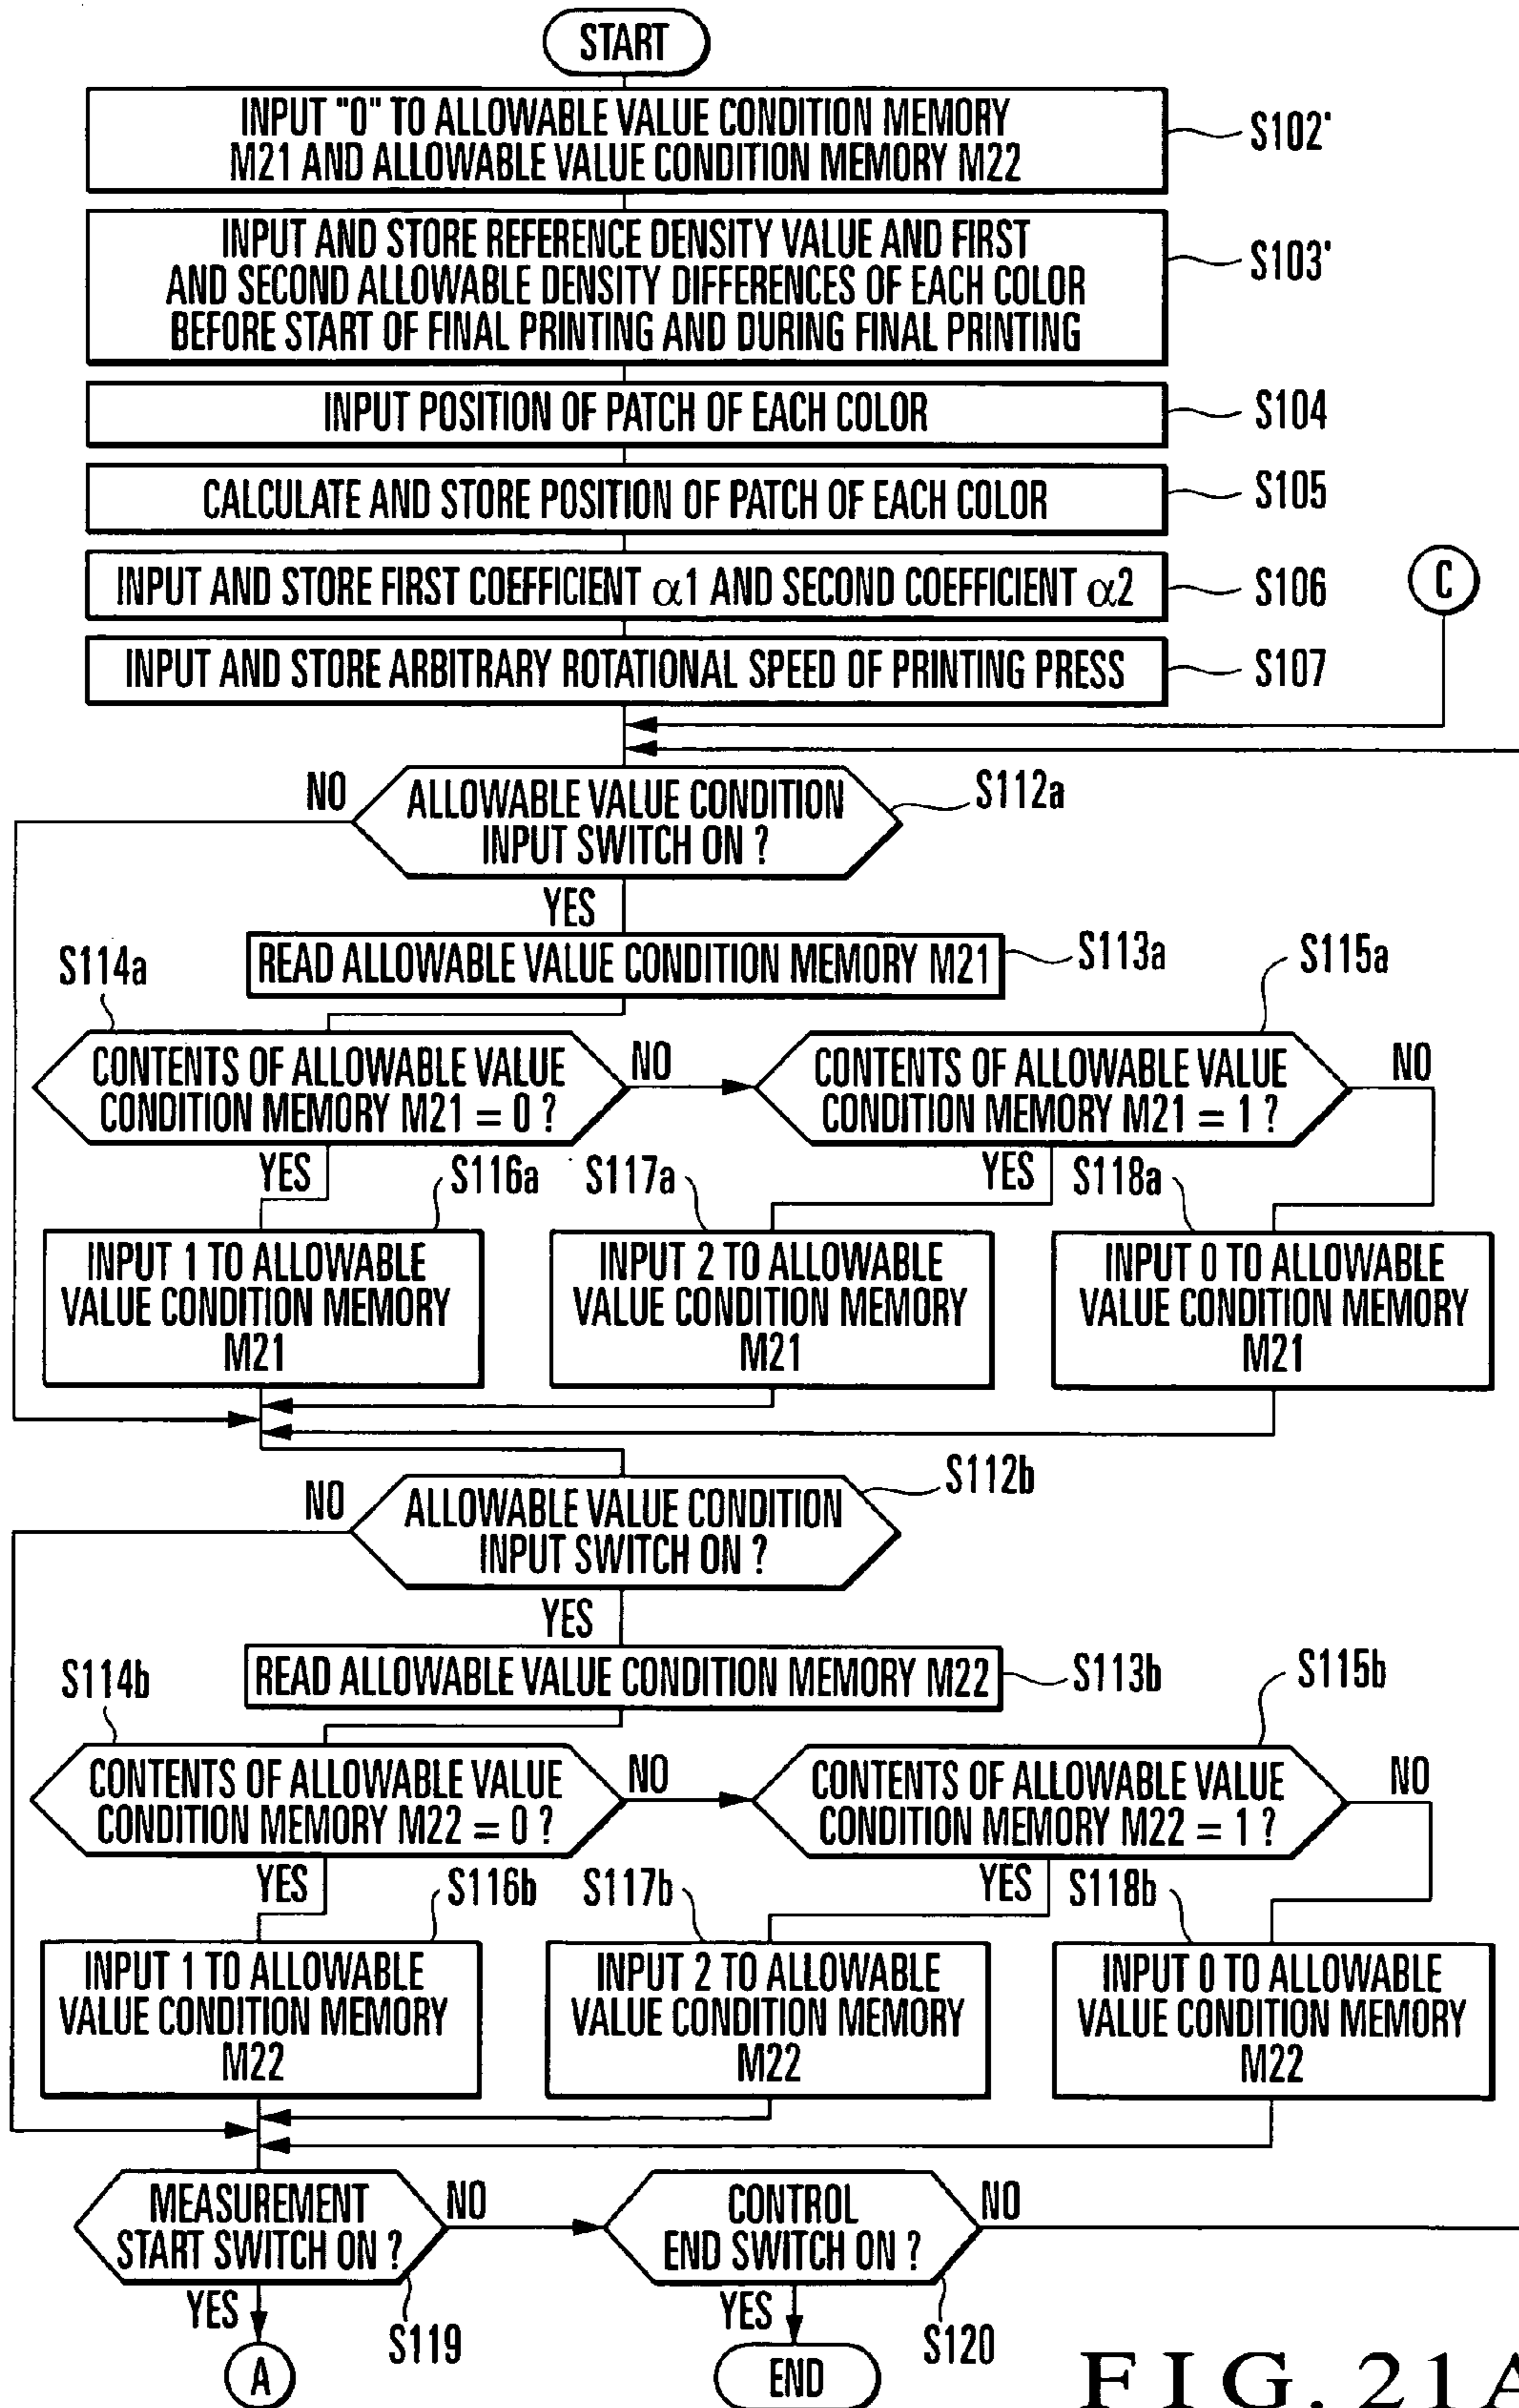 START
INPUT "0" TO ALLOWABLE VALUE CONDITION MEMORY
M21 AND ALLOWABLE VALUE CONDITION MEMORY M22
S102'
INPUT AND STORE REFERENCE DENSITY VALUE AND FIRST
AND SECOND ALLOWABLE DENSITY DIFFERENCES OF EACH COLOR
BEFORE START OF FINAL PRINTING AND DURING FINAL PRINTING
S103'
INPUT POSITION OF PATCH OF EACH COLOR
S104
CALCULATE AND STORE POSITION OF PATCH OF EACH COLOR
S105
INPUT AND STORE FIRST COEFFICIENT α1 AND SECOND COEFFICIENT α2
S106
C
INPUT AND STORE ARBITRARY ROTATIONAL SPEED OF PRINTING PRESS
S107
NO
ALLOWABLE VALUE CONDITION
INPUT SWITCH ON ?
S112a
YES
READ ALLOWABLE VALUE CONDITION MEMORY M21
S113a
S114a
S115a
CONTENTS OF ALLOWABLE VALUE
CONDITION MEMORY M21 = 0 ?
NO
CONTENTS OF ALLOWABLE VALUE
CONDITION MEMORY M21 = 1 ?
NO
YES
S116a
S117a
YES
S118a
INPUT 1 TO ALLOWABLE
VALUE CONDITION MEMORY
M21
INPUT 2 TO ALLOWABLE
VALUE CONDITION MEMORY
M21
INPUT 0 TO ALLOWABLE
VALUE CONDITION MEMORY
M21
NO
ALLOWABLE VALUE CONDITION
INPUT SWITCH ON ?
S112b
YES
READ ALLOWABLE VALUE CONDITION MEMORY M22
S113b
S114b
S115b
CONTENTS OF ALLOWABLE VALUE
CONDITION MEMORY M22 = 0 ?
NO
CONTENTS OF ALLOWABLE VALUE
CONDITION MEMORY M22 = 1 ?
NO
YES
S116b
S117b
YES
S118b
INPUT 1 TO ALLOWABLE
VALUE CONDITION MEMORY
M22
INPUT 2 TO ALLOWABLE
VALUE CONDITION MEMORY
M22
INPUT 0 TO ALLOWABLE
VALUE CONDITION MEMORY
M22
MEASUREMENT
START SWITCH ON ?
NO
CONTROL
END SWITCH ON ?
NO
YES
S119
YES
S120
A
END
FIG. 21A